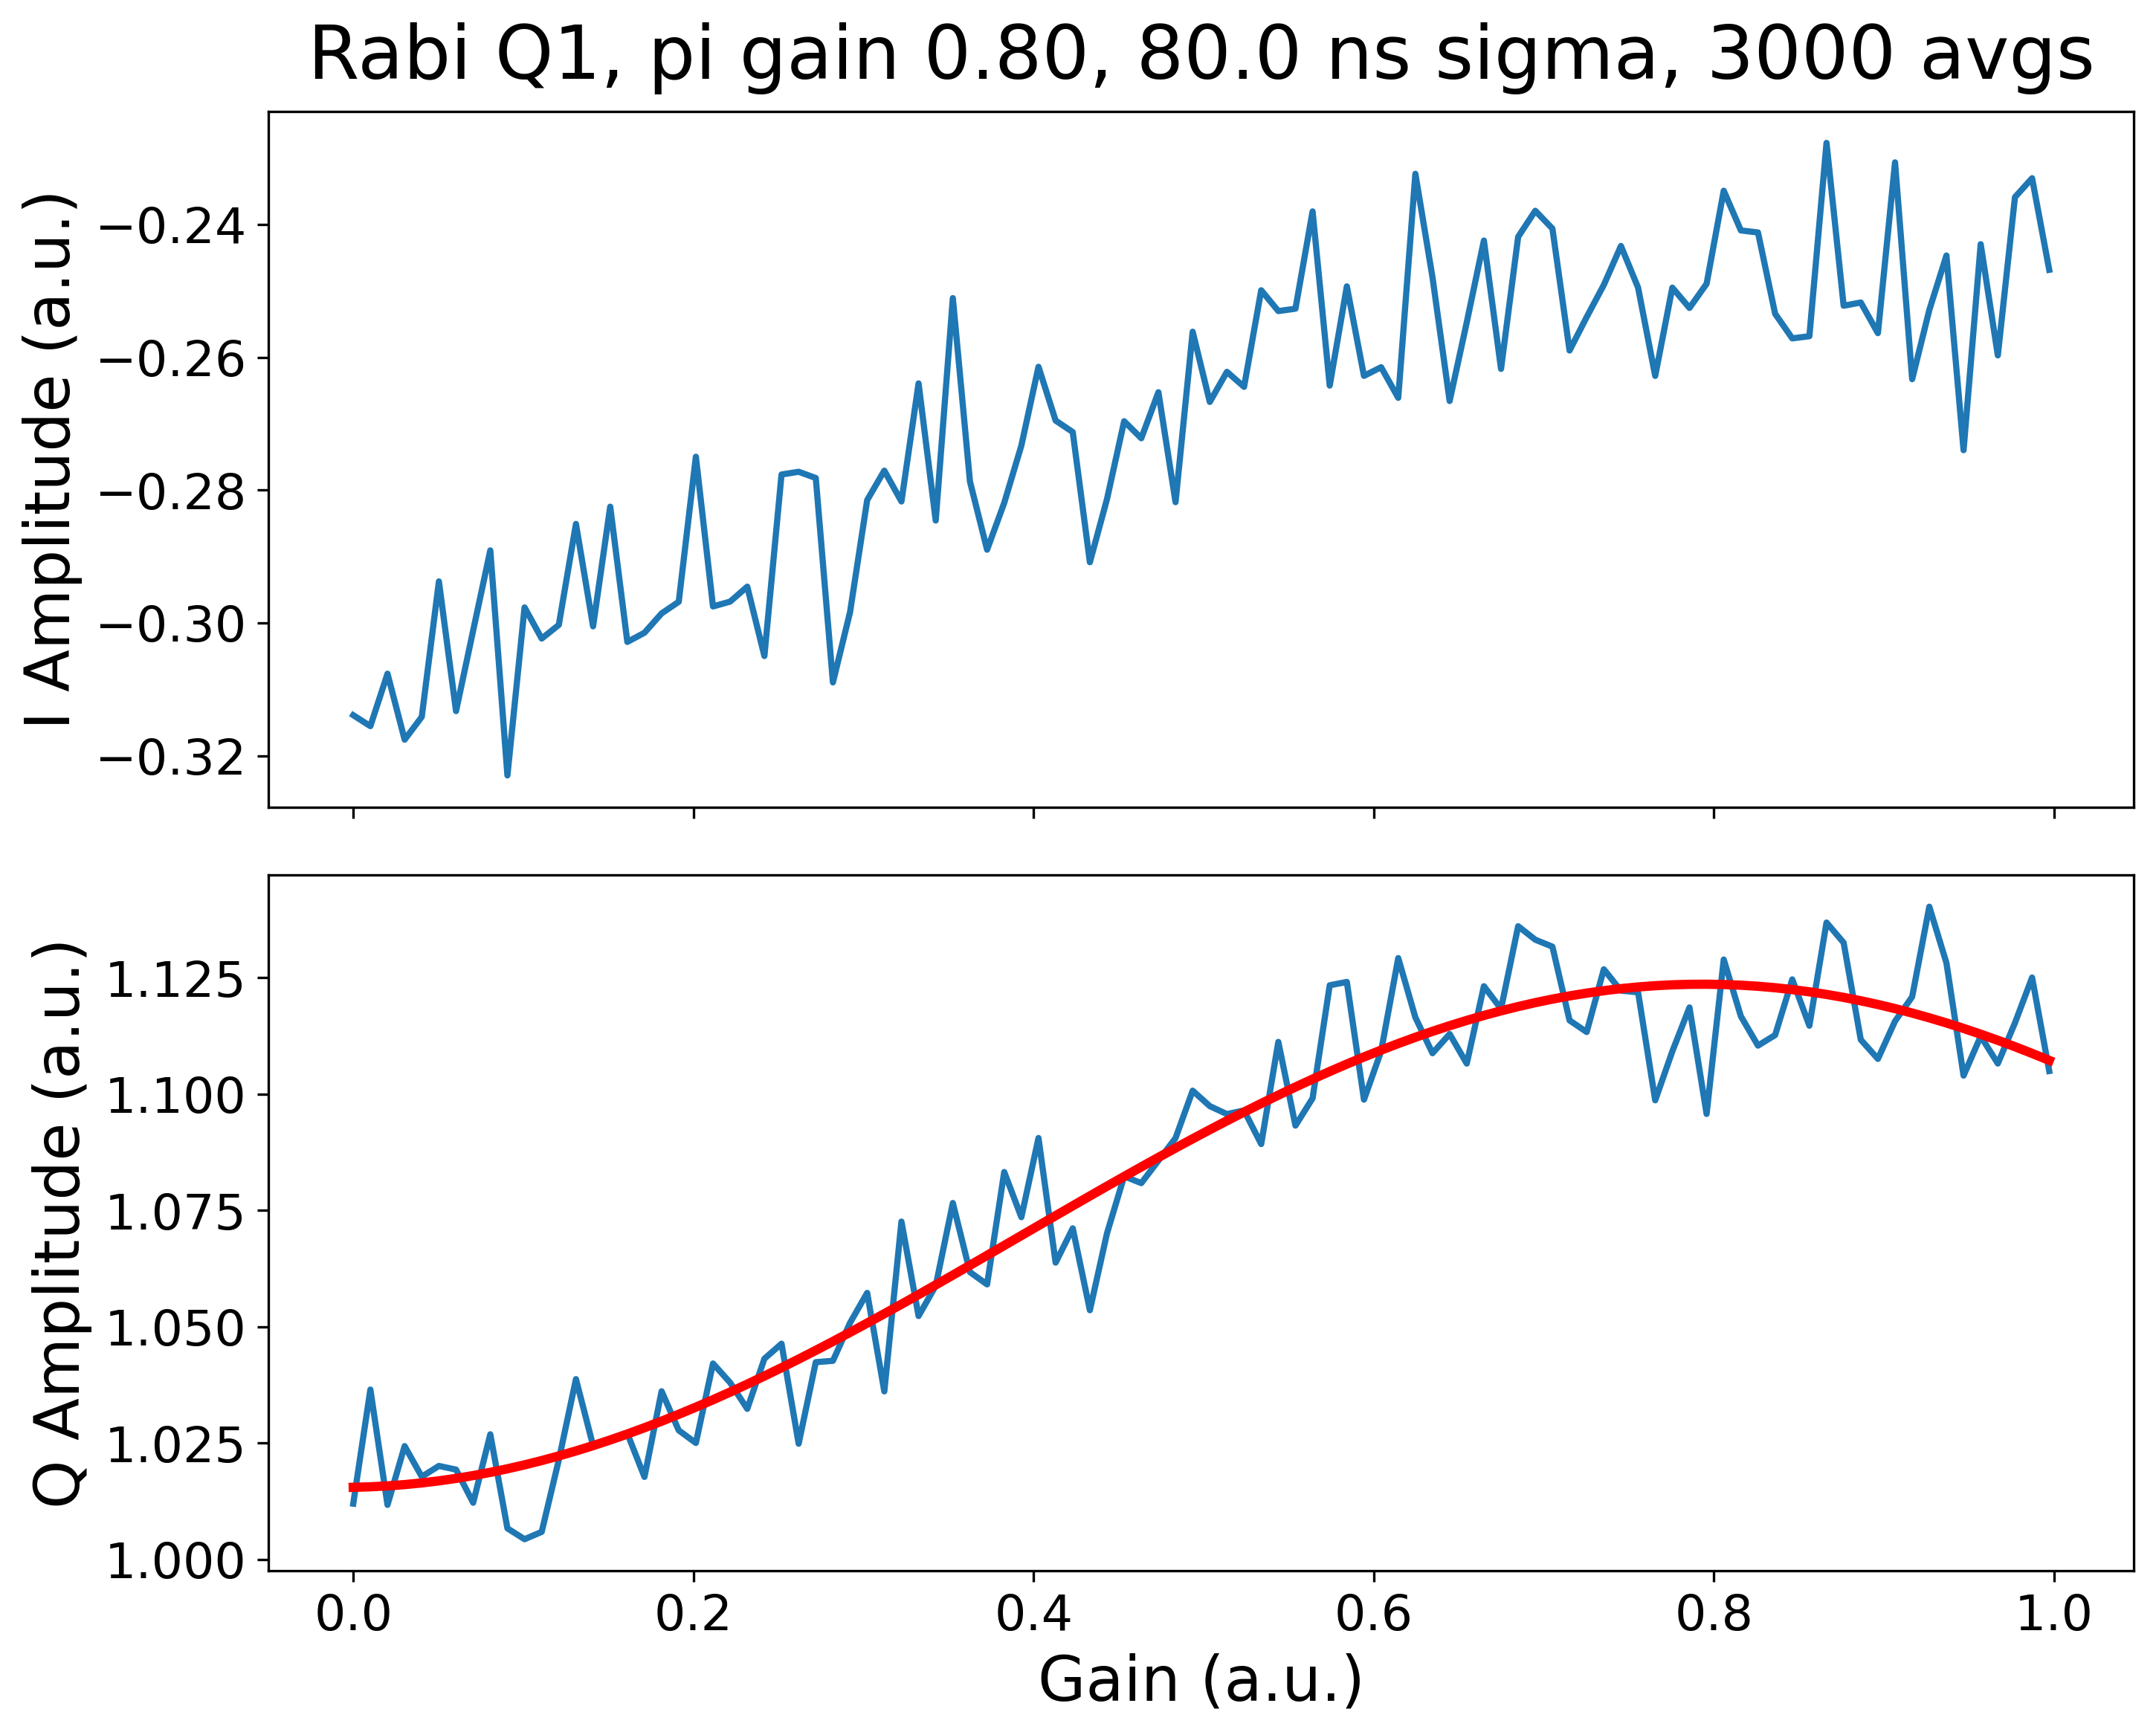 Rabi Q1, pi gain 0.80, 80.0 ns sigma, 3000 avgs
I Amplitude (a.u.)
−0.24
−0.26
−0.28
−0.30
−0.32
Q Amplitude (a.u.)
1.125
1.100
1.075
1.050
1.025
1.000
0.0 0.2 0.4 0.6 0.8 1.0
Gain (a.u.)